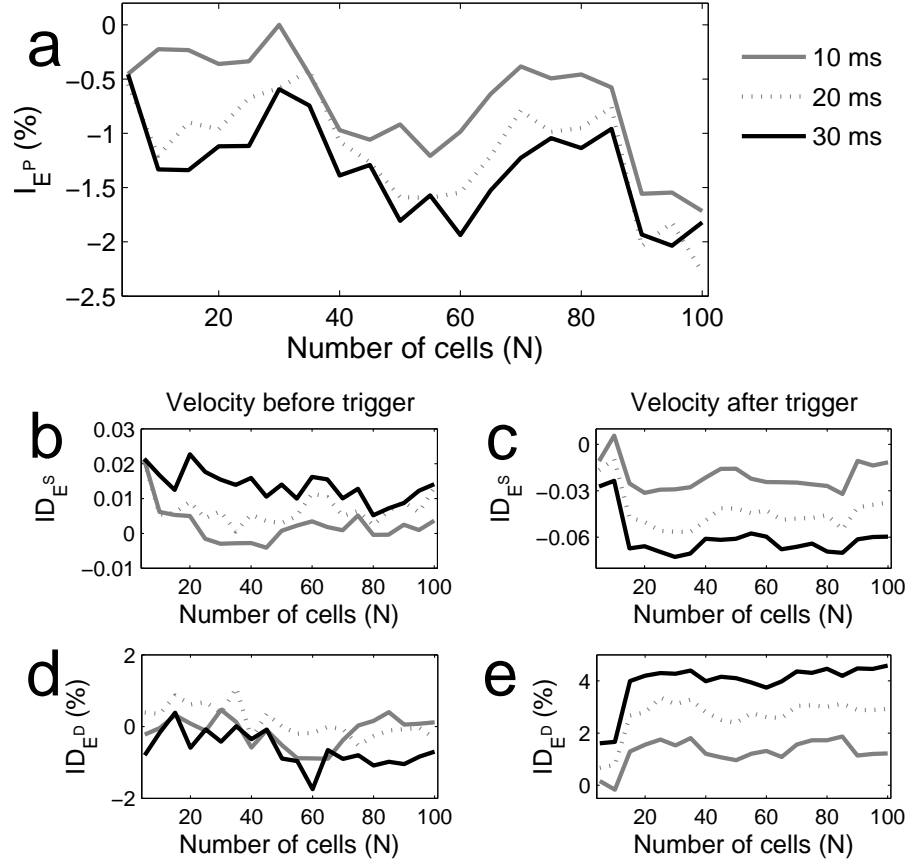 a
0
−0.5
−1
−1.5
−2
−2.5
I_E^P (%)
20 40 60 80 100
Number of cells (N)
10 ms
20 ms
30 ms
b
Velocity before trigger
0.03
0.02
0.01
0
−0.01
ID_E^S
20 40 60 80 100
Number of cells (N)
c
Velocity after trigger
0
−0.03
−0.06
ID_E^S
20 40 60 80 100
Number of cells (N)
d
2
0
−2
ID_E^D (%)
20 40 60 80 100
Number of cells (N)
e
4
2
0
ID_E^D (%)
20 40 60 80 100
Number of cells (N)